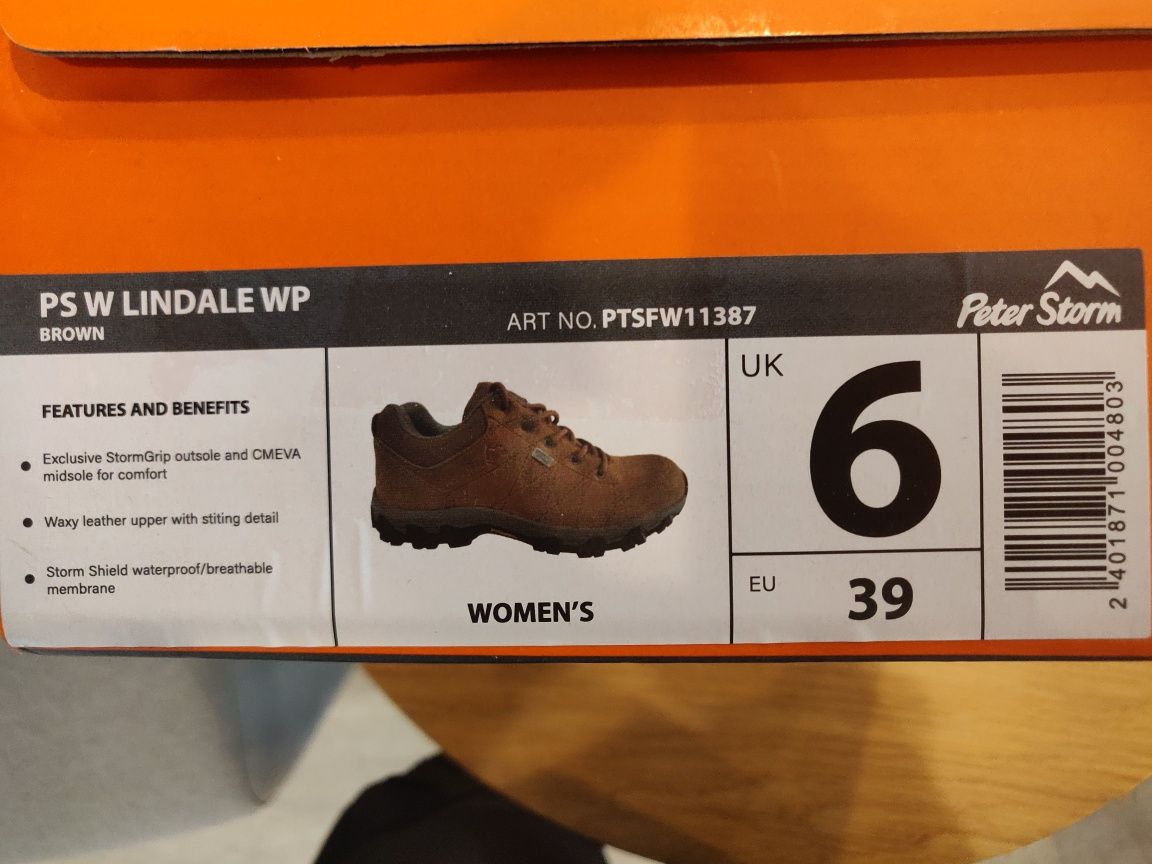 PS W LINDALE WP
BROWN
ART NO. PTSFW11387
Peter Storm
FEATURES AND BENEFITS
• Exclusive StormGrip outsole and CMEVA
midsole for comfort
• Waxy leather upper with stiting detail
• Storm Shield waterproof/breathable
membrane
WOMEN'S
UK
6
EU
39
2 401871 004803